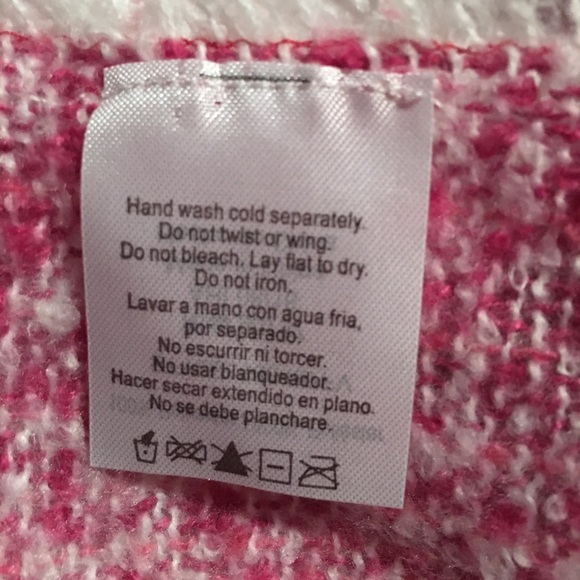 Hand wash cold separately.
Do not twist or wing.
Do not bleach. Lay flat to dry.
Do not iron.
Lavar a mano con agua fria,
por separado.
No escurrir ni torcer.
No usar blanqueador.
Hacer secar extendido en plano.
No se debe planchare.